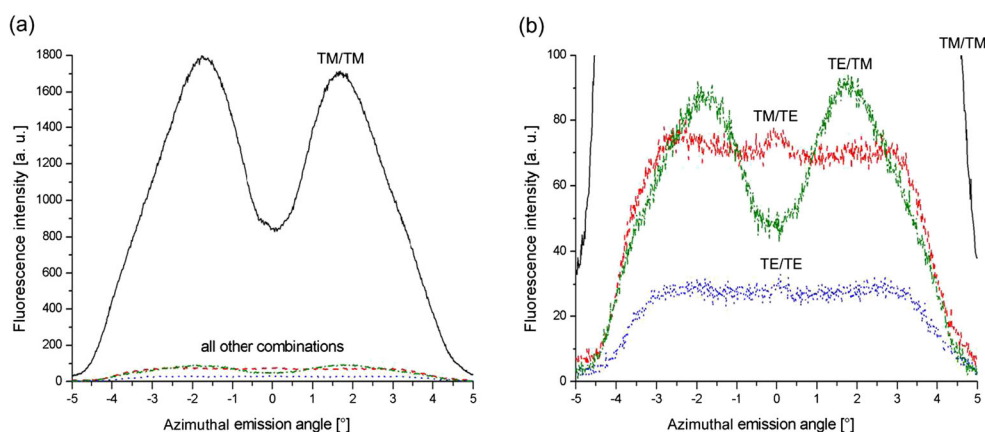 (a)
Fluorescence intensity [a. u.]
1800
1600
1400
1200
1000
800
600
400
200
0
TM/TM
all other combinations
-5 -4 -3 -2 -1 0 1 2 3 4 5
Azimuthal emission angle [°]
(b)
Fluorescence intensity [a. u.]
100
80
60
40
20
0
TM/TM
TE/TM
TM/TE
TE/TE
-5 -4 -3 -2 -1 0 1 2 3 4 5
Azimuthal emission angle [°]